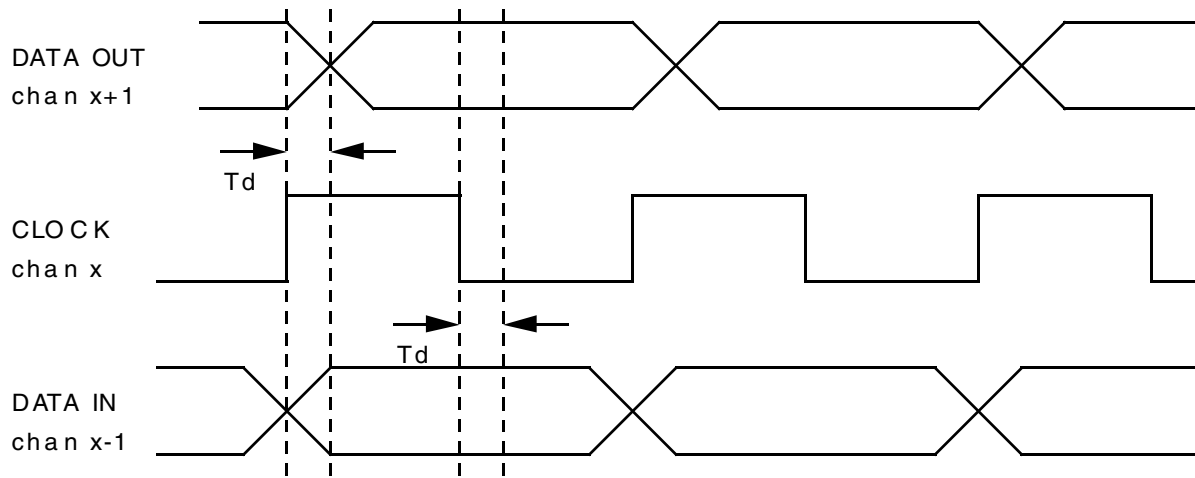 DATA OUT
chan x+1
Td
CLOCK
chan x
Td
DATA IN
chan x-1